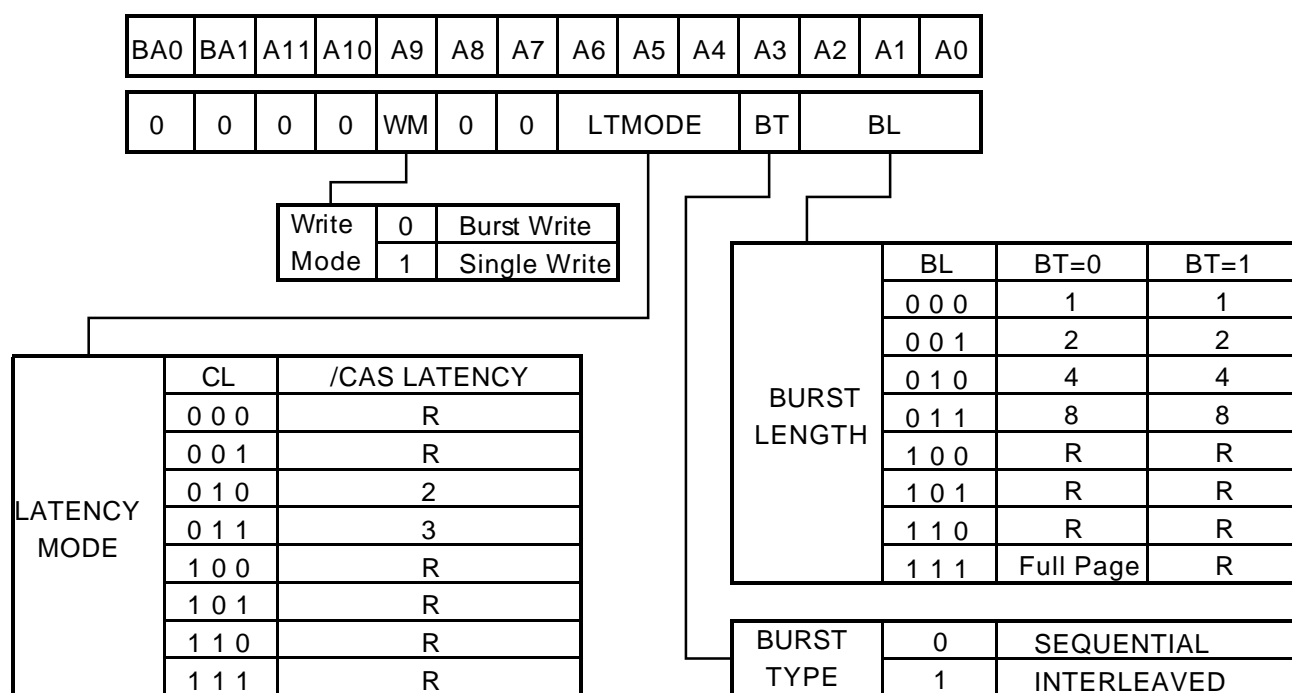 BA0 BA1 A11 A10 A9 A8 A7 A6 A5 A4 A3 A2 A1 A0
0 0 0 0 WM 0 0 LTMODE BT BL
Write Mode
0 Burst Write
1 Single Write
BURST LENGTH
BL BT=0 BT=1
0 0 0 1 1
0 0 1 2 2
0 1 0 4 4
0 1 1 8 8
1 0 0 R R
1 0 1 R R
1 1 0 R R
1 1 1 Full Page R
LATENCY MODE
CL /CAS LATENCY
0 0 0 R
0 0 1 R
0 1 0 2
0 1 1 3
1 0 0 R
1 0 1 R
1 1 0 R
1 1 1 R
BURST TYPE
0 SEQUENTIAL
1 INTERLEAVED